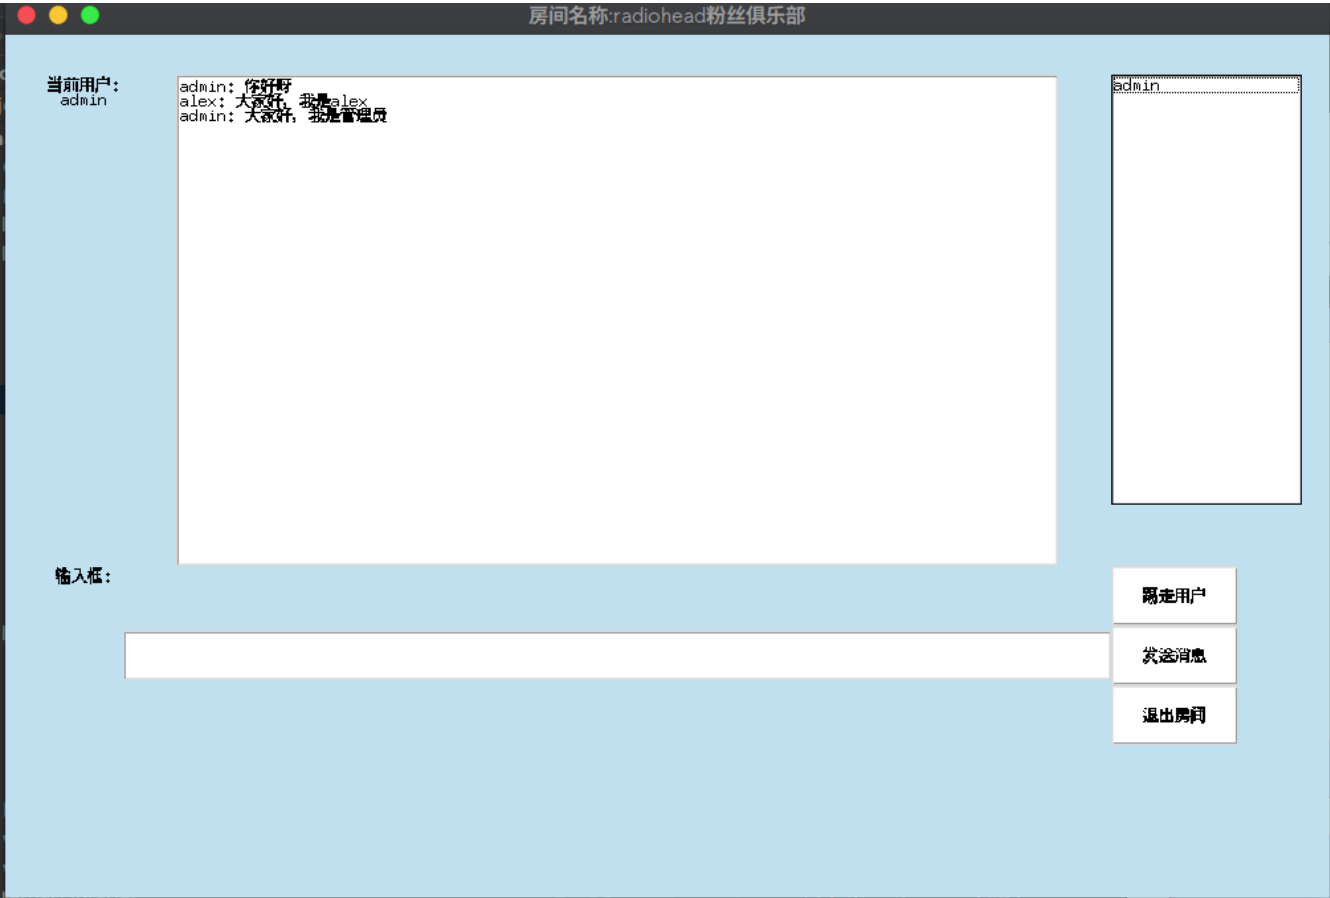 房间名称:radiohead粉丝俱乐部
当前用户:
admin
admin: 你好呀
alex: 大家好, 我是alex
admin: 大家好, 我是管理员
admin
输入框:
踢走用户
发送消息
退出房间